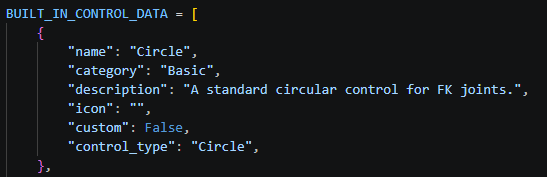 BUILT_IN_CONTROL_DATA = [
    {
        "name": "Circle",
        "category": "Basic",
        "description": "A standard circular control for FK joints.",
        "icon": "",
        "custom": False,
        "control_type": "Circle",
    },